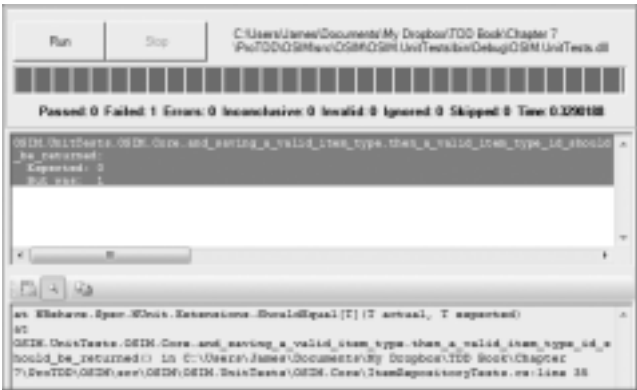 Run
Stop
C:\Users\James\Documents\My Dropbox\TDD Book\Chapter 7
\ProTDD\OSIM\src\OSIM\OSIM.UnitTests\bin\Debug\OSIM.UnitTests.dll
Passed: 0 Failed: 1 Errors: 0 Inconclusive: 0 Invalid: 0 Ignored: 0 Skipped: 0 Time: 0.3290188
OSIM.UnitTests.OSIM.Core.and_saving_a_valid_item_type.then_a_valid_item_type_id_should
_be_returned:
Expected:
But was: 1
at NBehave.Spec.NUnit.Extensions.ShouldEqual[T](T actual, T expected)
at
OSIM.UnitTests.OSIM.Core.and_saving_a_valid_item_type.then_a_valid_item_type_id_s
hould_be_returned() in C:\Users\James\Documents\My Dropbox\TDD Book\Chapter
7\ProTDD\OSIM\src\OSIM\OSIM.UnitTests\OSIM.Core\ItemRepositoryTests.cs:line